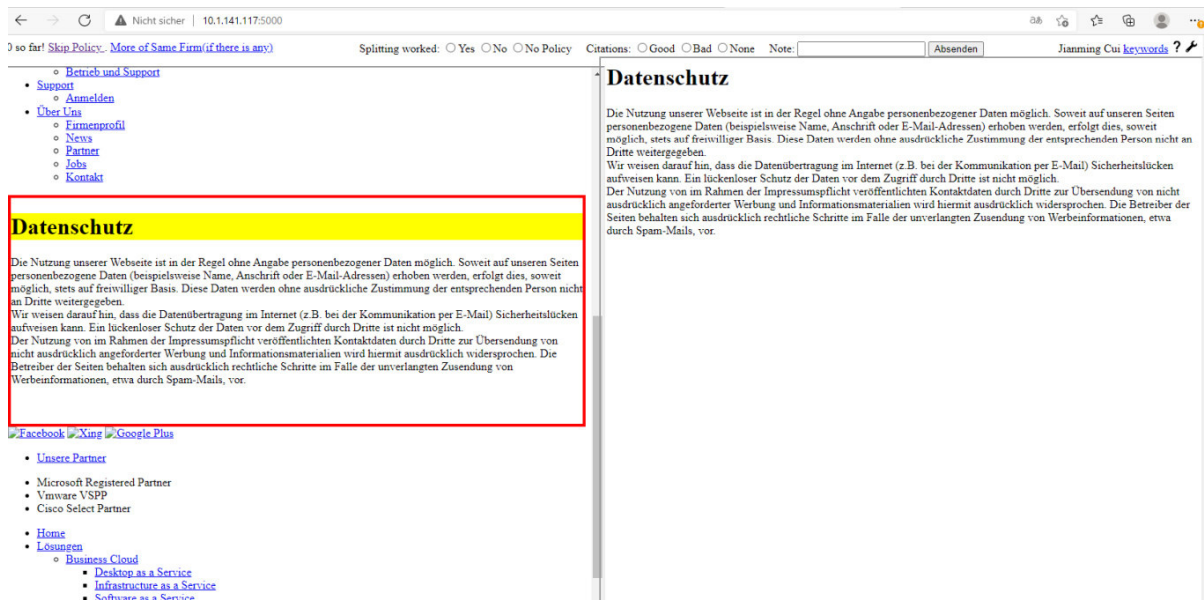 Nicht sicher | 10.1.141.117:5000
so far! Skip Policy . More of Same Firm(if there is any) Splitting worked: Yes No No Policy Citations: Good Bad None Note: Absenden Jianming Cui keywords ?
Betrieb und Support
Support
Anmelden
Über Uns
Firmenprofil
News
Partner
Jobs
Kontakt
Datenschutz
Die Nutzung unserer Webseite ist in der Regel ohne Angabe personenbezogener Daten möglich. Soweit auf unseren Seiten
personenbezogene Daten (beispielsweise Name, Anschrift oder E-Mail-Adressen) erhoben werden, erfolgt dies, soweit
möglich, stets auf freiwilliger Basis. Diese Daten werden ohne ausdrückliche Zustimmung der entsprechenden Person nicht
an Dritte weitergegeben.
Wir weisen darauf hin, dass die Datenübertragung im Internet (z.B. bei der Kommunikation per E-Mail) Sicherheitslücken
aufweisen kann. Ein lückenloser Schutz der Daten vor dem Zugriff durch Dritte ist nicht möglich.
Der Nutzung von im Rahmen der Impressumspflicht veröffentlichten Kontaktdaten durch Dritte zur Übersendung von
nicht ausdrücklich angeforderter Werbung und Informationsmaterialien wird hiermit ausdrücklich widersprochen. Die
Betreiber der Seiten behalten sich ausdrücklich rechtliche Schritte im Falle der unverlangten Zusendung von
Werbeinformationen, etwa durch Spam-Mails, vor.
Facebook Xing Google Plus
Unsere Partner
Microsoft Registered Partner
Vmware VSPP
Cisco Select Partner
Home
Lösungen
Business Cloud
Desktop as a Service
Infrastructure as a Service
Software as a Service
Datenschutz
Die Nutzung unserer Webseite ist in der Regel ohne Angabe personenbezogener Daten möglich. Soweit auf unseren Seiten
personenbezogene Daten (beispielsweise Name, Anschrift oder E-Mail-Adressen) erhoben werden, erfolgt dies, soweit
möglich, stets auf freiwilliger Basis. Diese Daten werden ohne ausdrückliche Zustimmung der entsprechenden Person nicht an
Dritte weitergegeben.
Wir weisen darauf hin, dass die Datenübertragung im Internet (z.B. bei der Kommunikation per E-Mail) Sicherheitslücken
aufweisen kann. Ein lückenloser Schutz der Daten vor dem Zugriff durch Dritte ist nicht möglich.
Der Nutzung von im Rahmen der Impressumspflicht veröffentlichten Kontaktdaten durch Dritte zur Übersendung von nicht
ausdrücklich angeforderter Werbung und Informationsmaterialien wird hiermit ausdrücklich widersprochen. Die Betreiber der
Seiten behalten sich ausdrücklich rechtliche Schritte im Falle der unverlangten Zusendung von Werbeinformationen, etwa
durch Spam-Mails, vor.